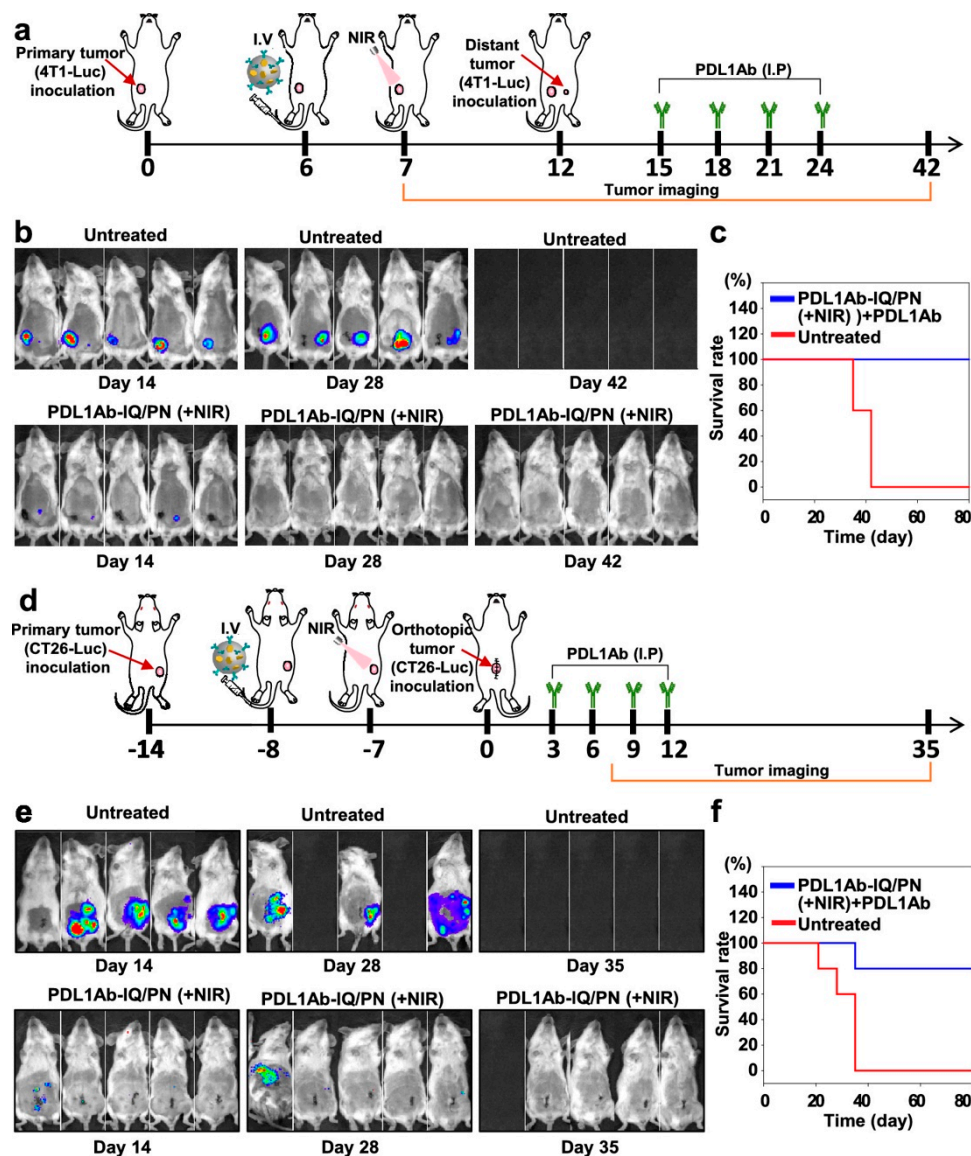 a
Primary tumor
(4T1-Luc)
inoculation
I.V
NIR
Distant
tumor
(4T1-Luc)
inoculation
PDL1Ab (I.P)
0 6 7 12 15 18 21 24 42
Tumor imaging
b
Untreated Untreated Untreated
Day 14 Day 28 Day 42
PDL1Ab-IQ/PN (+NIR) PDL1Ab-IQ/PN (+NIR) PDL1Ab-IQ/PN (+NIR)
Day 14 Day 28 Day 42
c
(%)
PDL1Ab-IQ/PN
(+NIR) )+PDL1Ab
Untreated
140
120
100
80
60
40
20
0
Survival rate
0 20 40 60 80
Time (day)
d
Primary tumor
(CT26-Luc)
inoculation
I.V
NIR
Orthotopic
tumor
(CT26-Luc)
inoculation
PDL1Ab (I.P)
-14 -8 -7 0 3 6 9 12 35
Tumor imaging
e
Untreated Untreated Untreated
Day 14 Day 28 Day 35
PDL1Ab-IQ/PN (+NIR) PDL1Ab-IQ/PN (+NIR) PDL1Ab-IQ/PN (+NIR)
Day 14 Day 28 Day 35
f
(%)
PDL1Ab-IQ/PN
(+NIR)+PDL1Ab
Untreated
140
120
100
80
60
40
20
0
Survival rate
0 20 40 60 80
Time (day)